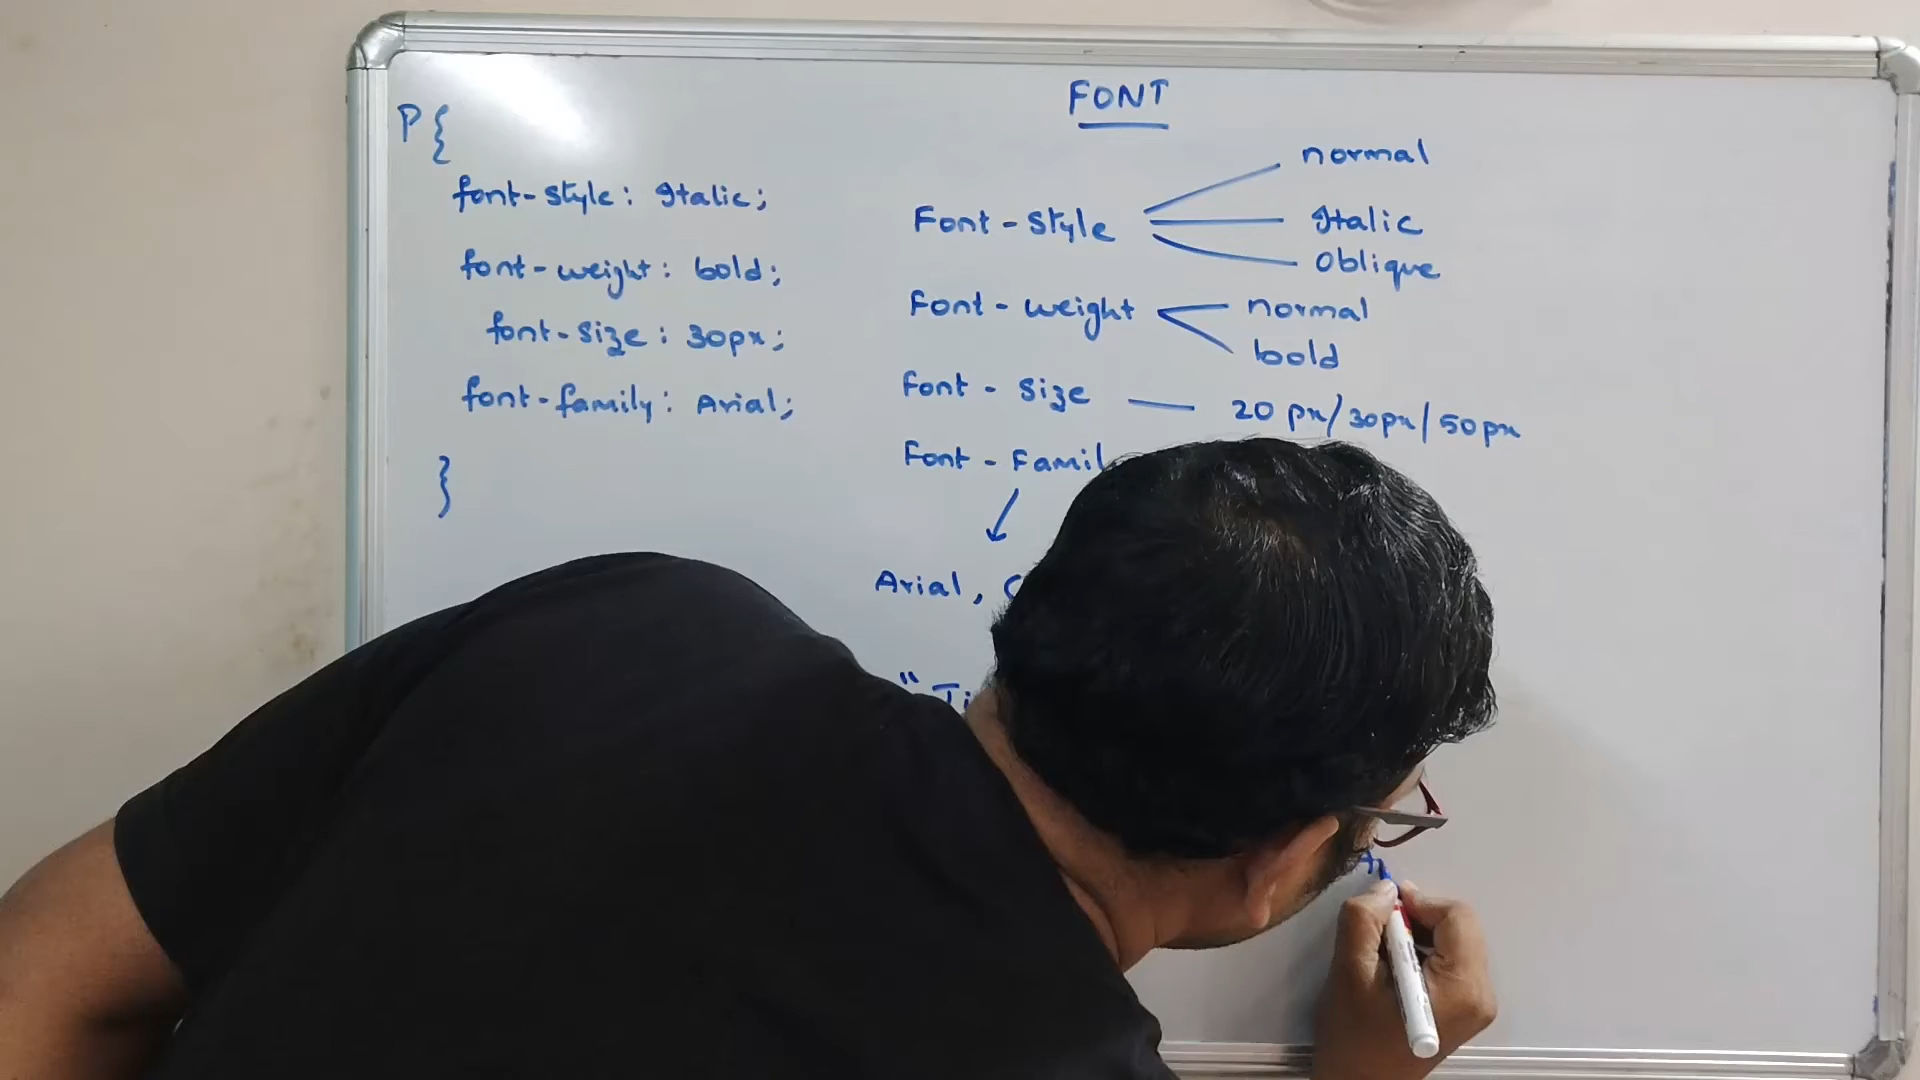 FONT
P{
font-style: Italic;
font-weight: bold;
font-size: 30px;
font-family: Arial;
}
Font-Style
normal
Italic
Oblique
Font-weight
normal
bold
Font-Size
20 px/30px/50px
Font-Famil
Arial,